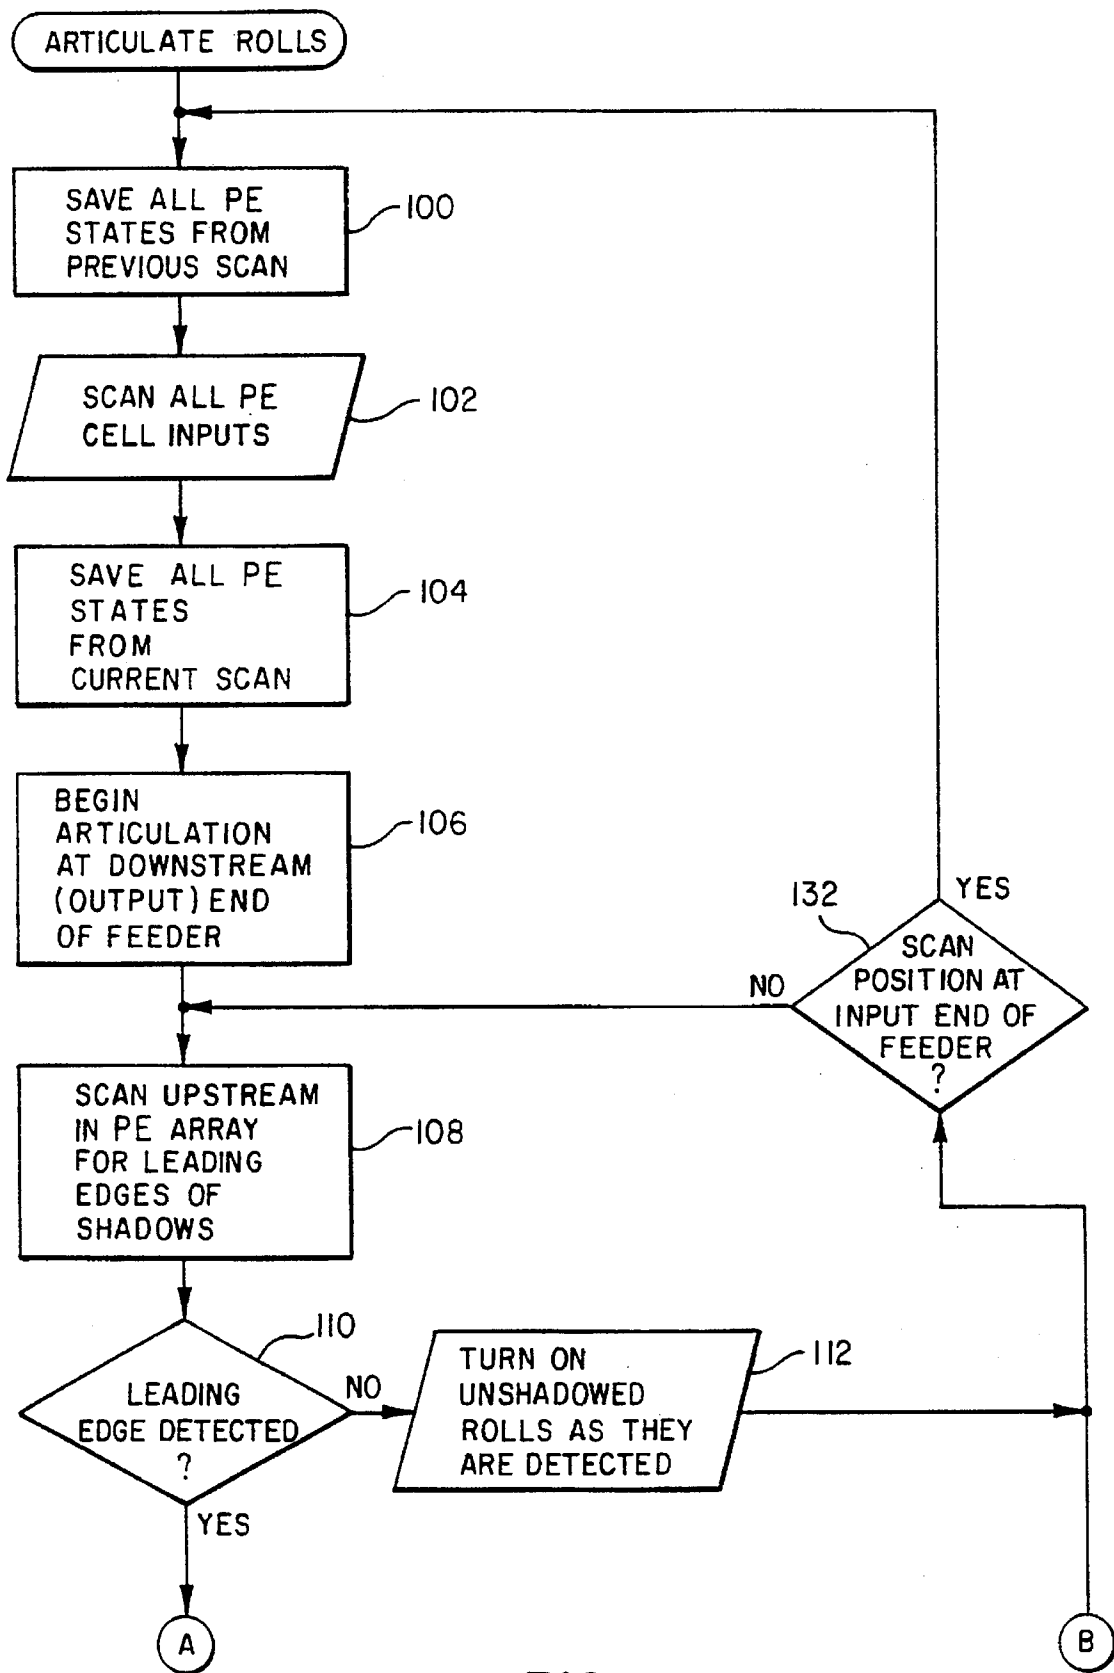 ARTICULATE ROLLS
SAVE ALL PE
STATES FROM
PREVIOUS SCAN
100
SCAN ALL PE
CELL INPUTS
102
SAVE ALL PE
STATES
FROM
CURRENT SCAN
104
BEGIN
ARTICULATION
AT DOWNSTREAM
(OUTPUT) END
OF FEEDER
106
132
YES
SCAN
POSITION AT
INPUT END OF
FEEDER
?
NO
SCAN UPSTREAM
IN PE ARRAY
FOR LEADING
EDGES OF
SHADOWS
108
110
LEADING
EDGE DETECTED
?
NO
YES
TURN ON
UNSHADOWED
ROLLS AS THEY
ARE DETECTED
112
A
B